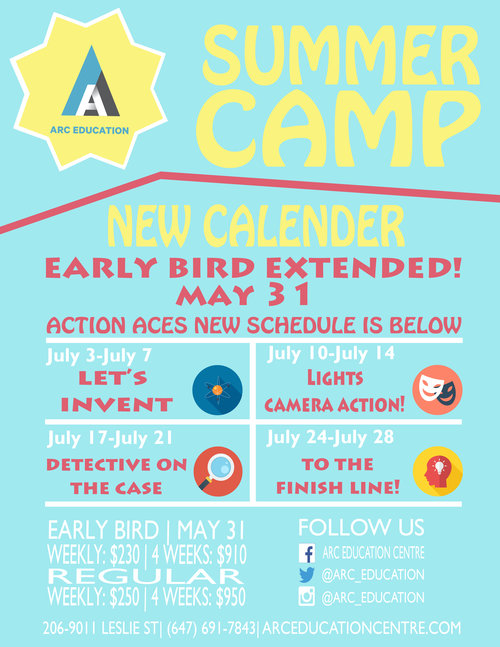 ARC EDUCATION
SUMMER
CAMP
NEW CALENDER
EARLY BIRD EXTENDED!
MAY 31
ACTION ACES NEW SCHEDULE IS BELOW
July 3-July 7
LET'S
INVENT
July 10-July 14
LIGHTS
CAMERA ACTION!
July 17-July 21
DETECTIVE ON
THE CASE
July 24-July 28
TO THE
FINISH LINE!
EARLY BIRD | MAY 31
WEEKLY: $230 | 4 WEEKS: $910
REGULAR
WEEKLY: $250 | 4 WEEKS: $950
FOLLOW US
ARC EDUCATION CENTRE
@ARC_EDUCATION
@ARC_EDUCATION
206-9011 LESLIE ST| (647) 691-7843| ARCEDUCATIONCENTRE.COM